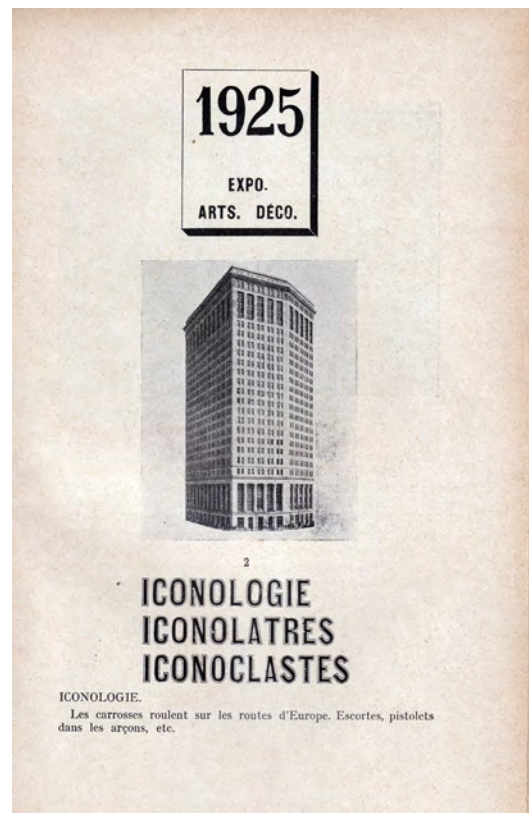 1925
EXPO.
ARTS. DÉCO.
2
ICONOLOGIE
ICONOLATRES
ICONOCLASTES
ICONOLOGIE.
Les carrosses roulent sur les routes d'Europe. Escortes, pistolets
dans les arçons, etc.